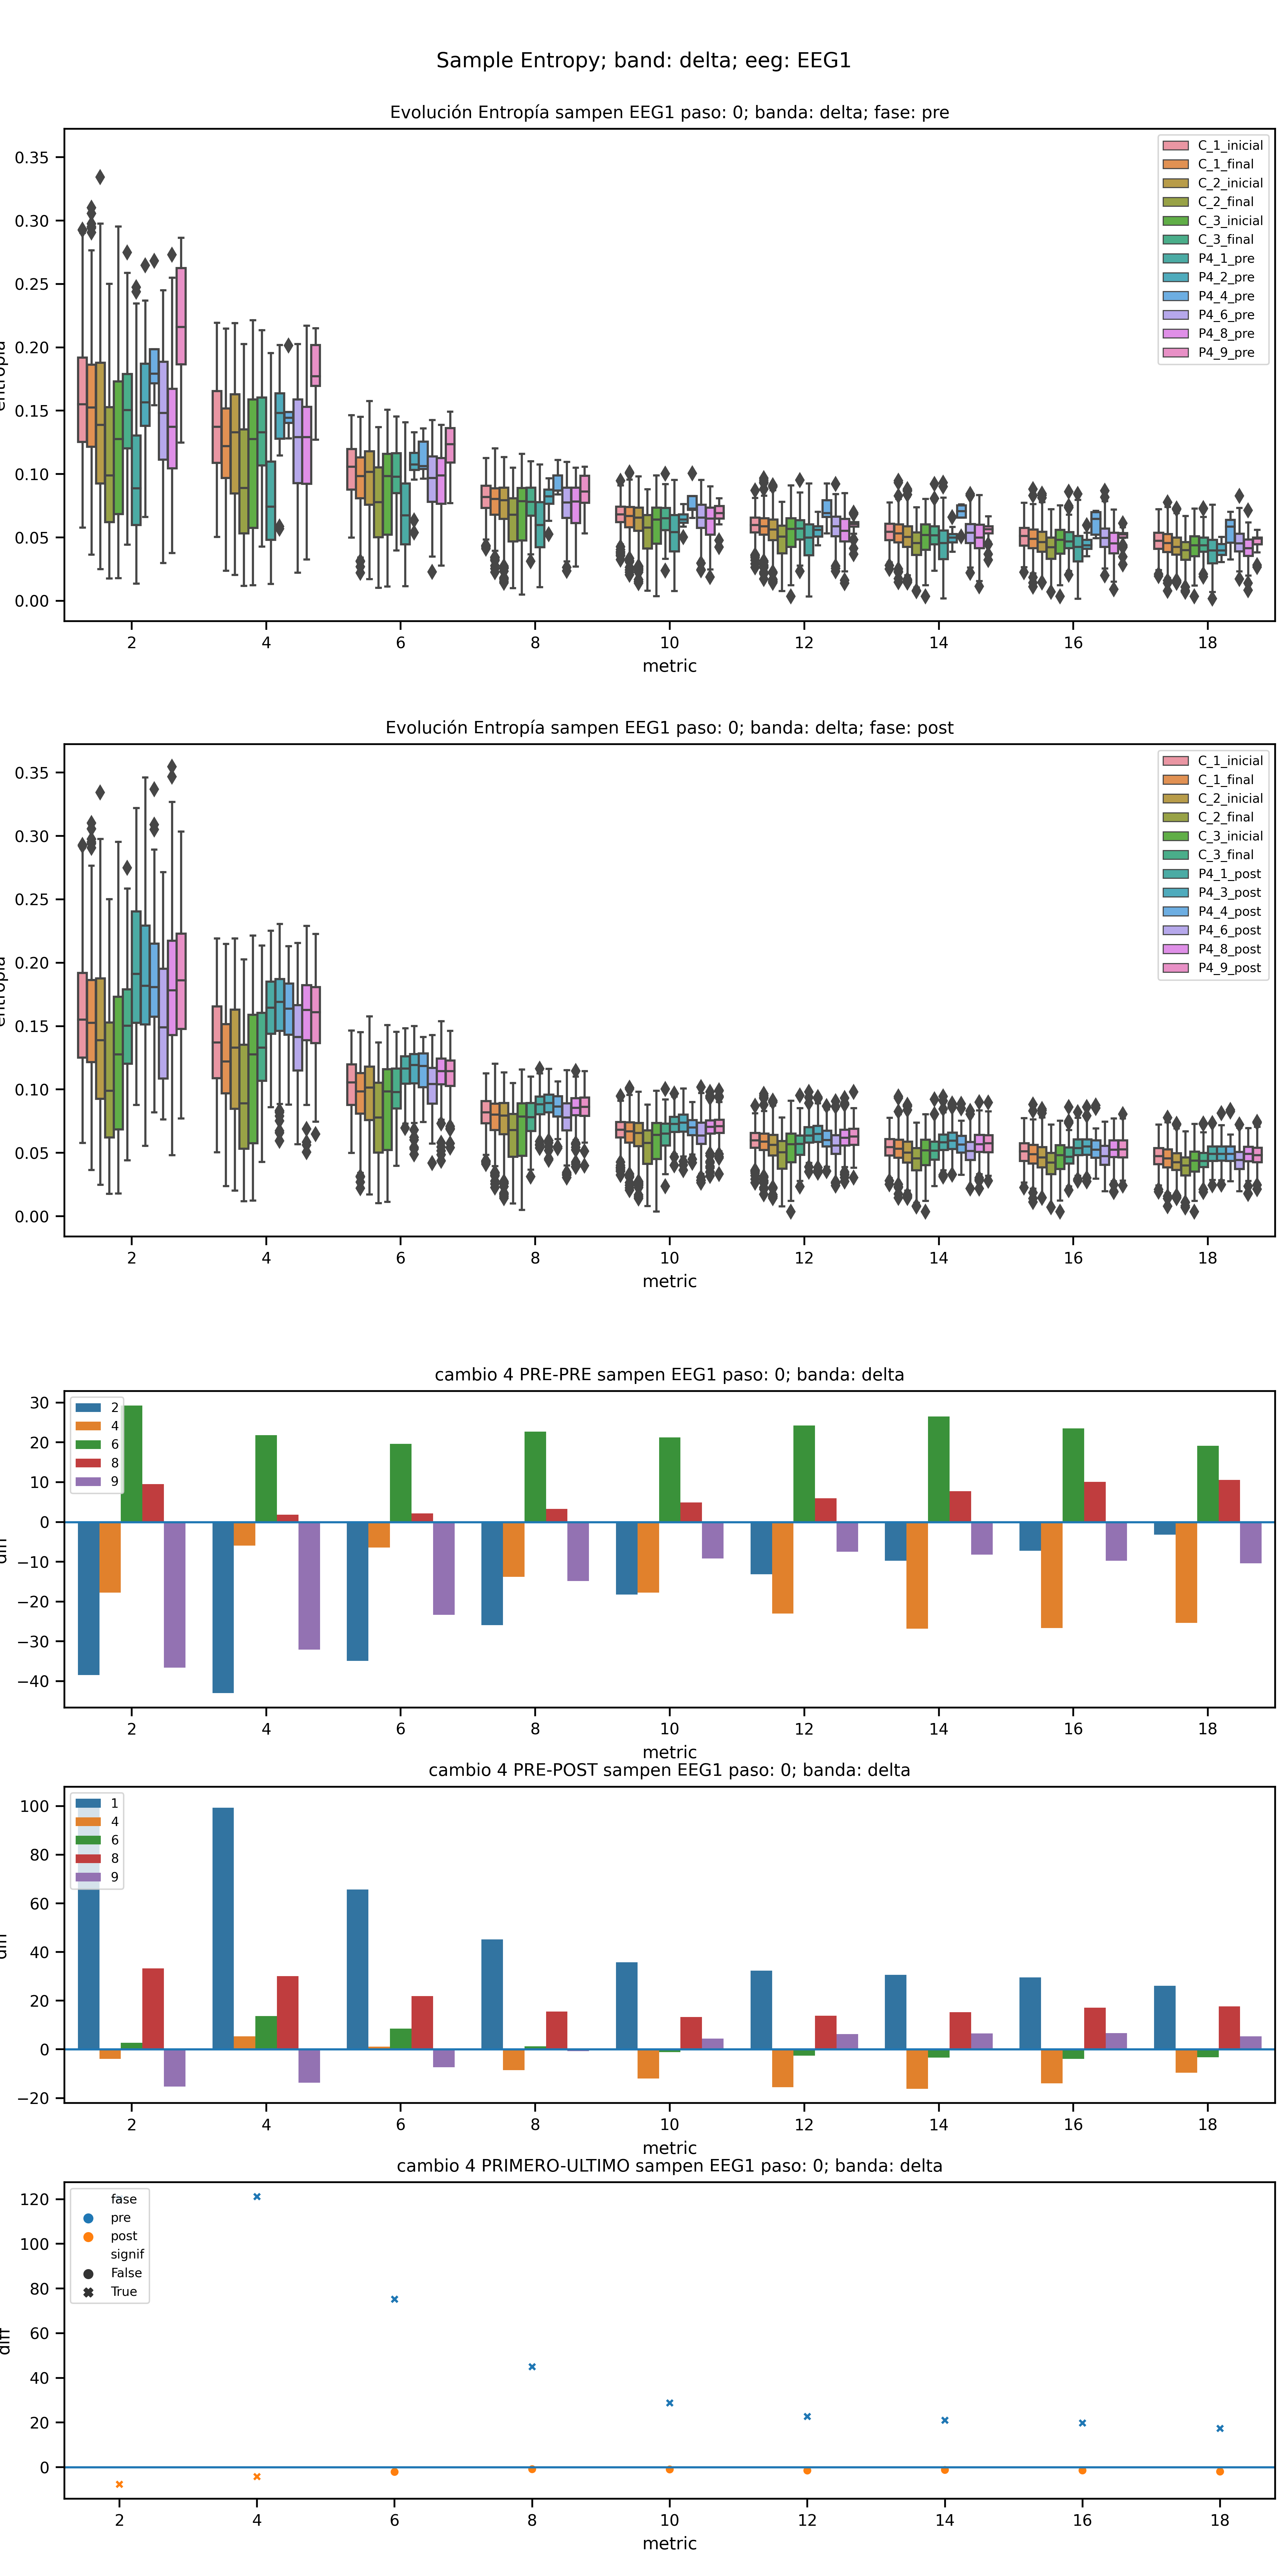 Sample Entropy; band: delta; eeg: EEG1
Evolución Entropía sampen EEG1 paso: 0; banda: delta; fase: pre
0.35
0.30
0.25
0.20
0.15
0.10
0.05
0.00
entropia
C_1_inicial
C_1_final
C_2_inicial
C_2_final
C_3_inicial
C_3_final
P4_1_pre
P4_2_pre
P4_4_pre
P4_6_pre
P4_8_pre
P4_9_pre
2 4 6 8 10 12 14 16 18
metric
Evolución Entropía sampen EEG1 paso: 0; banda: delta; fase: post
0.35
0.30
0.25
0.20
0.15
0.10
0.05
0.00
entropia
C_1_inicial
C_1_final
C_2_inicial
C_2_final
C_3_inicial
C_3_final
P4_1_post
P4_3_post
P4_4_post
P4_6_post
P4_8_post
P4_9_post
2 4 6 8 10 12 14 16 18
metric
cambio 4 PRE-PRE sampen EEG1 paso: 0; banda: delta
30
20
10
0
−10
−20
−30
−40
diff
2
4
6
8
9
2 4 6 8 10 12 14 16 18
metric
cambio 4 PRE-POST sampen EEG1 paso: 0; banda: delta
100
80
60
40
20
0
−20
diff
1
4
6
8
9
2 4 6 8 10 12 14 16 18
metric
cambio 4 PRIMERO-ULTIMO sampen EEG1 paso: 0; banda: delta
120
100
80
60
40
20
0
diff
fase
pre
post
signif
False
True
2 4 6 8 10 12 14 16 18
metric